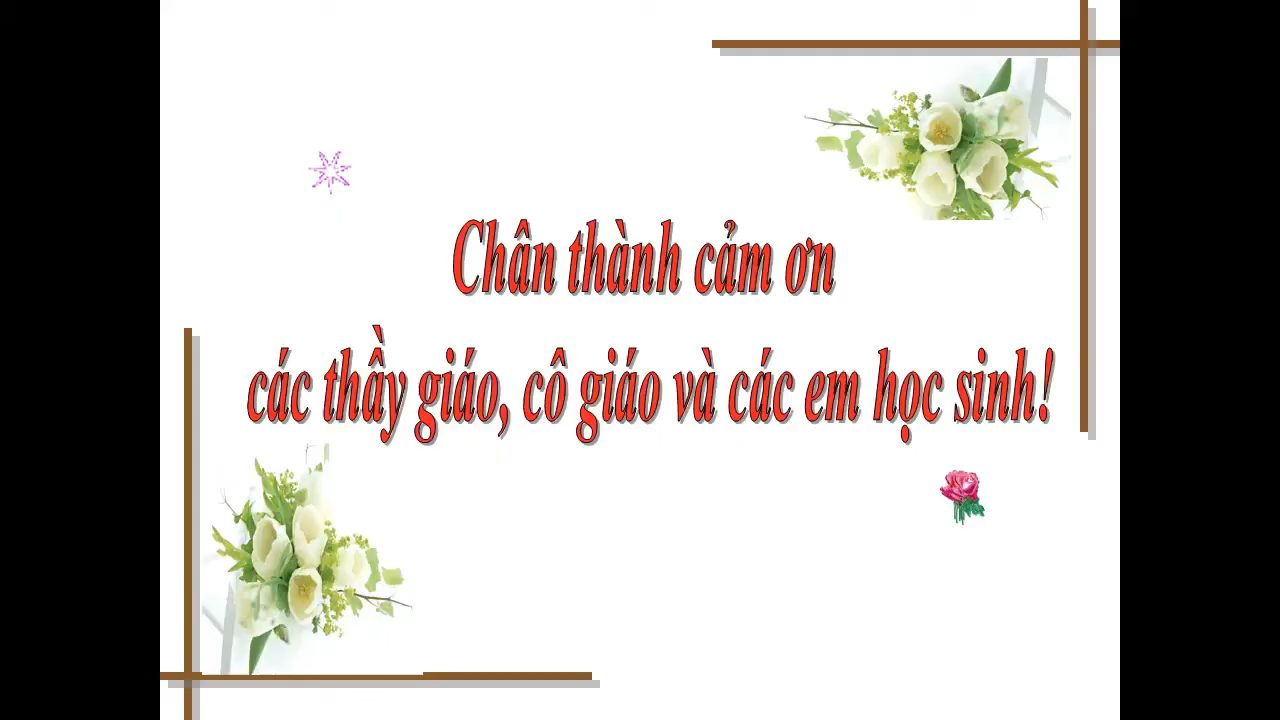 Chân thành cảm ơn
các thầy giáo, cô giáo và các em học sinh!